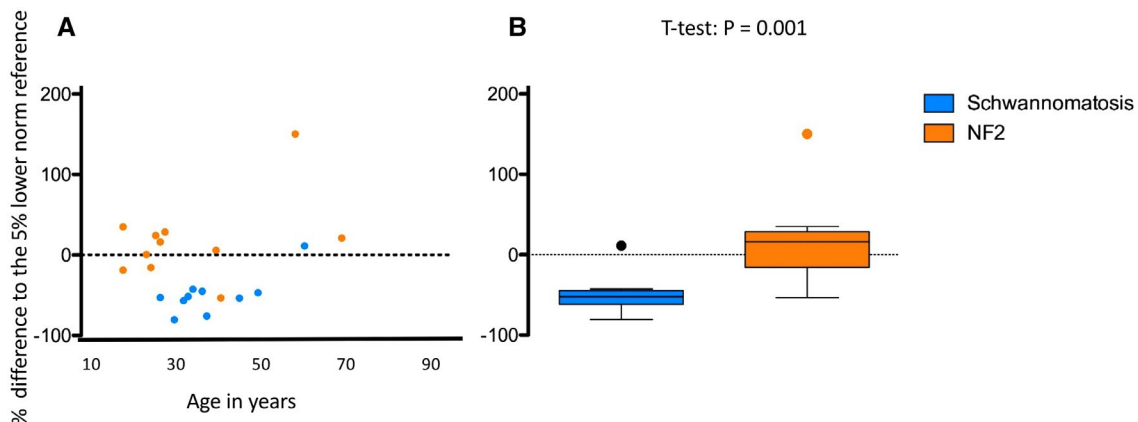 A
% difference to the 5% lower norm reference
200
100
0
-100
10 30 50 70 90
Age in years
B
T-test: P = 0.001
200
100
0
-100
Schwannomatosis
NF2